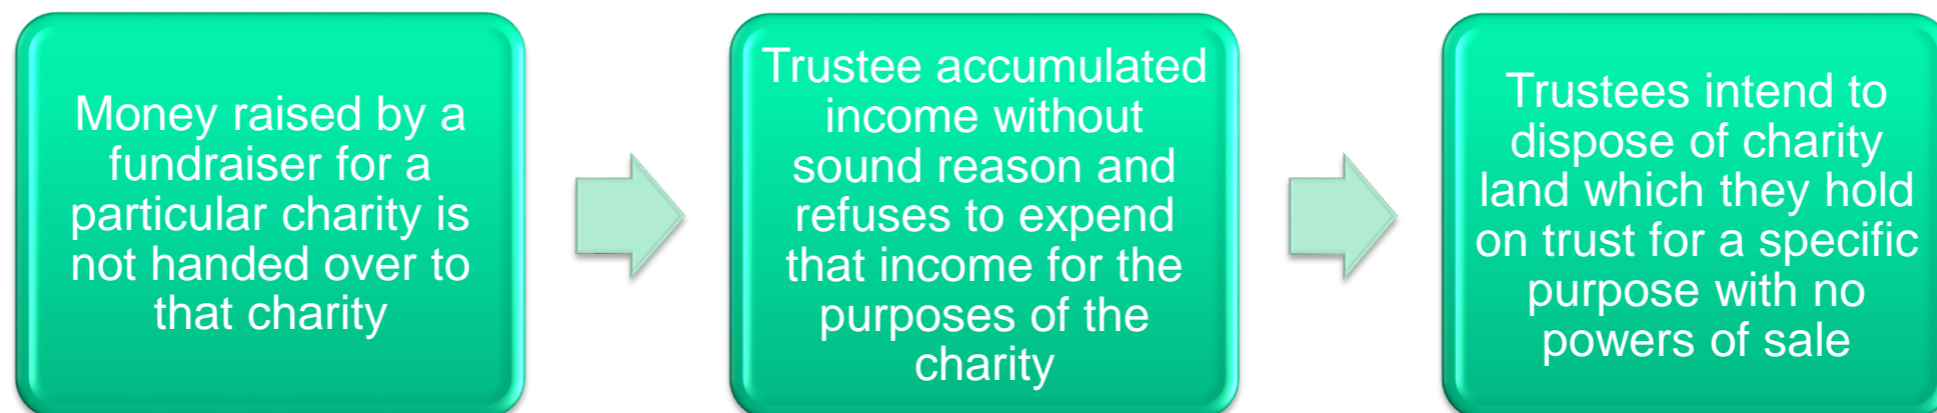 Money raised by a
fundraiser for a
particular charity is
not handed over to
that charity
Trustee accumulated
income without
sound reason and
refuses to expend
that income for the
purposes of the
charity
Trustees intend to
dispose of charity
land which they hold
on trust for a specific
purpose with no
powers of sale